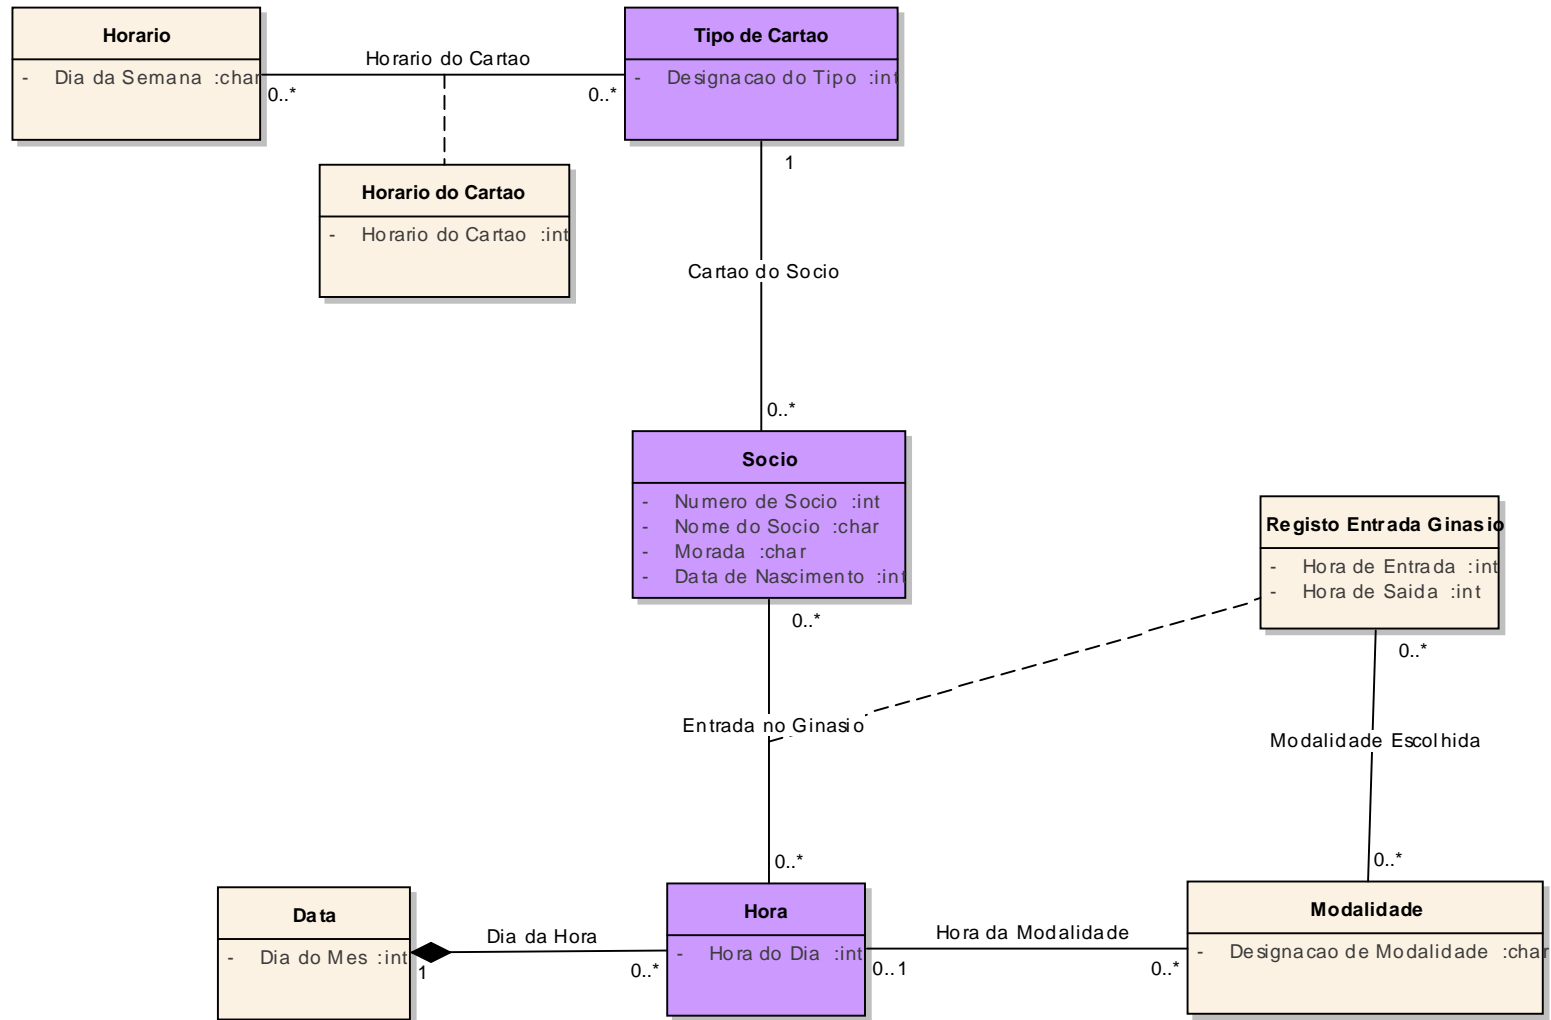 Horario
- Dia da Semana :char
Horario do Cartao
0..*
0..*
Tipo de Cartao
- Designacao do Tipo :int
Horario do Cartao
- Horario do Cartao :int
1
Cartao do Socio
0..*
Socio
- Numero de Socio :int
- Nome do Socio :char
- Morada :char
- Data de Nascimento :int
0..*
Registo Entrada Ginasio
- Hora de Entrada :int
- Hora de Saida :int
0..*
Entrada no Ginasio
Modalidade Escolhida
0..*
0..*
Data
- Dia do Mes :int
1
Dia da Hora
0..*
Hora
- Hora do Dia :int
0..1
Hora da Modalidade
0..*
Modalidade
- Designacao de Modalidade :char